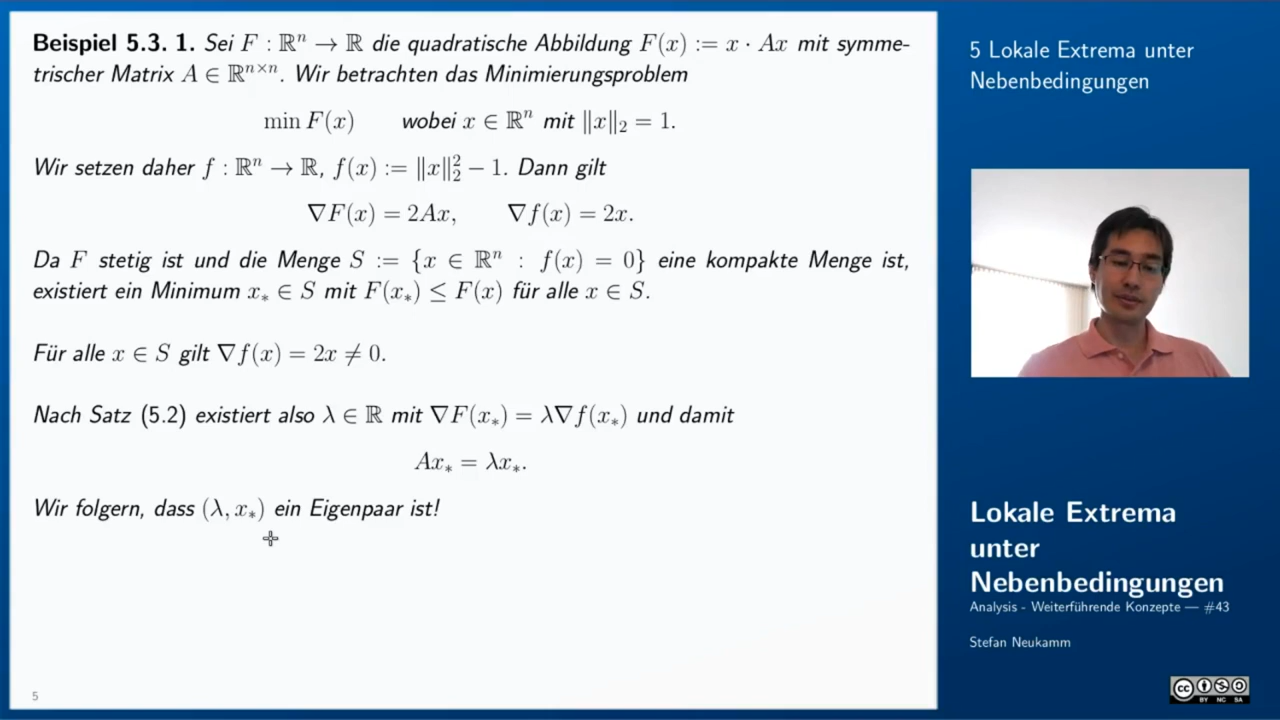 Beispiel 5.3. 1. Sei F : ℝⁿ → ℝ die quadratische Abbildung F(x) := x · Ax mit symme-
trischer Matrix A ∈ ℝⁿˣⁿ. Wir betrachten das Minimierungsproblem
min F(x) wobei x ∈ ℝⁿ mit ‖x‖₂ = 1.
Wir setzen daher f : ℝⁿ → ℝ, f(x) := ‖x‖₂² − 1. Dann gilt
∇F(x) = 2Ax, ∇f(x) = 2x.
Da F stetig ist und die Menge S := {x ∈ ℝⁿ : f(x) = 0} eine kompakte Menge ist,
existiert ein Minimum x∗ ∈ S mit F(x∗) ≤ F(x) für alle x ∈ S.
Für alle x ∈ S gilt ∇f(x) = 2x ≠ 0.
Nach Satz (5.2) existiert also λ ∈ ℝ mit ∇F(x∗) = λ∇f(x∗) und damit
Ax∗ = λx∗.
Wir folgern, dass (λ, x∗) ein Eigenpaar ist!
5
5 Lokale Extrema unter
Nebenbedingungen
Lokale Extrema
unter
Nebenbedingungen
Analysis - Weiterführende Konzepte — #43
Stefan Neukamm
cc
BY NC SA